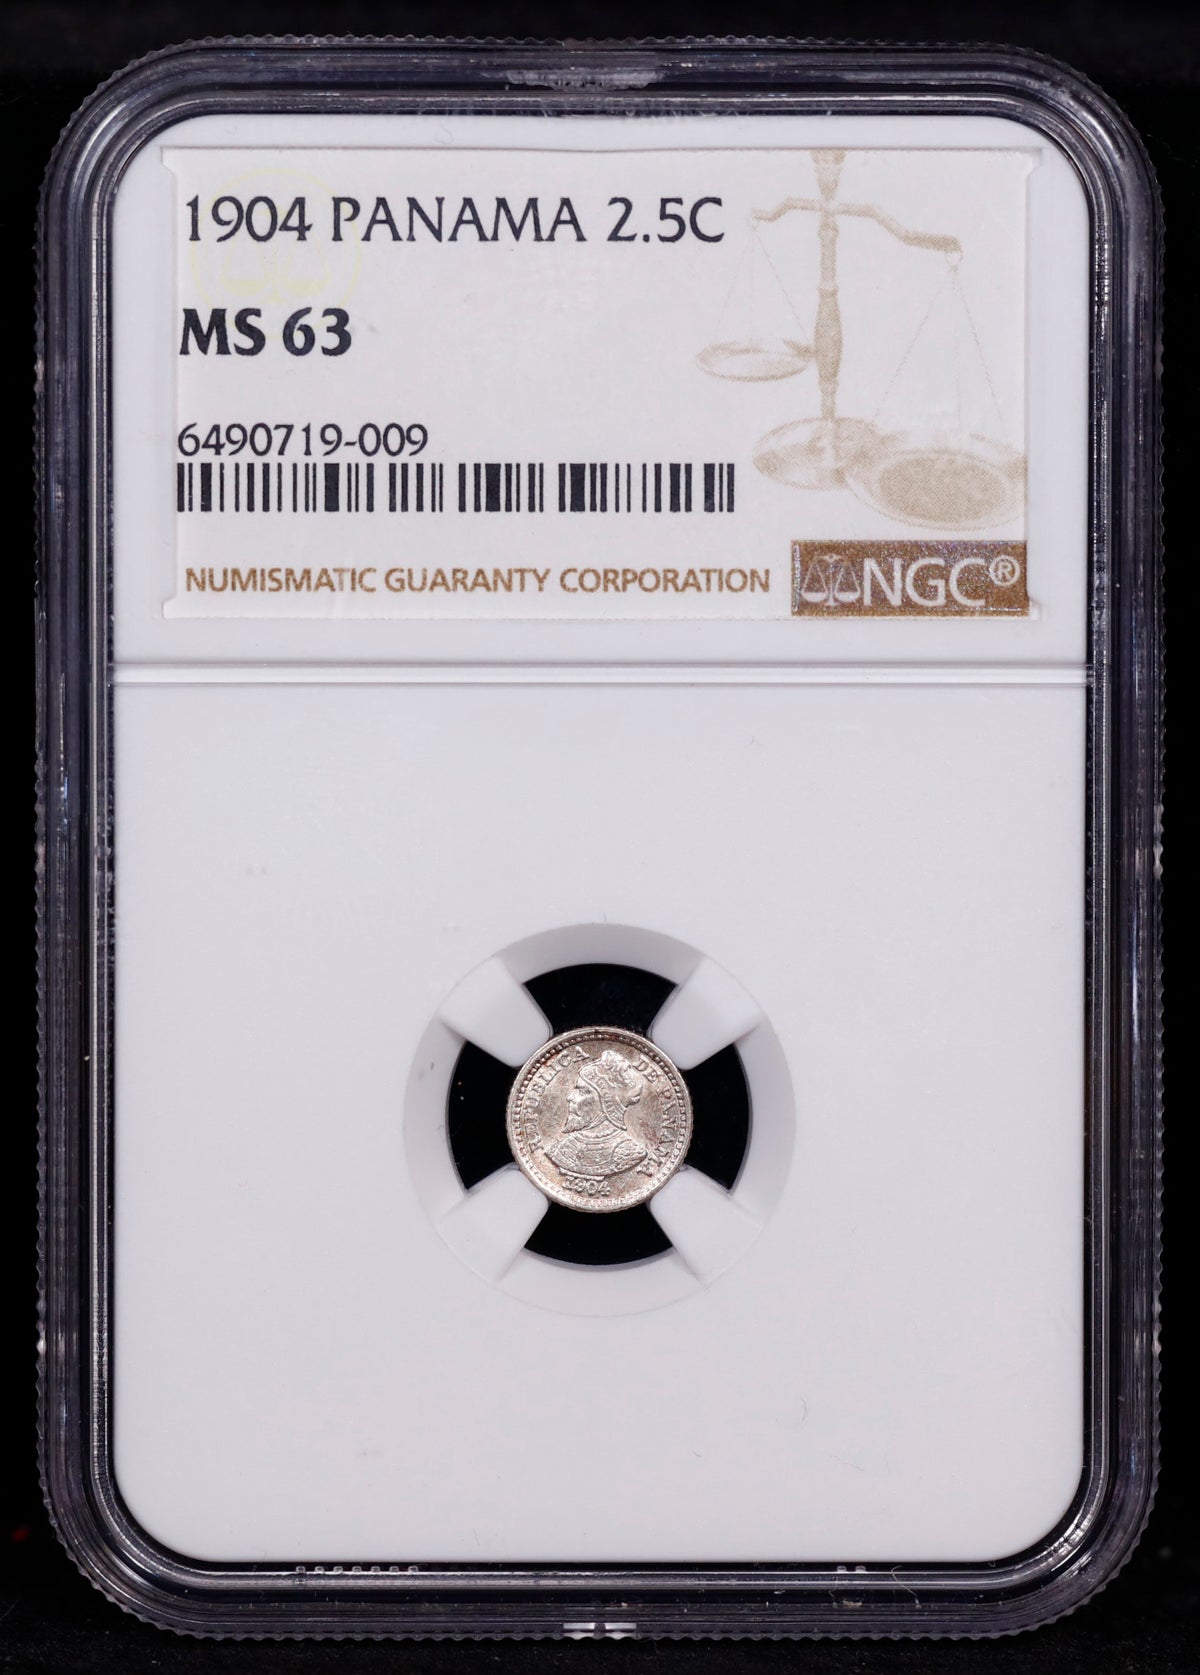 1904 PANAMA 2.5C
MS 63
6490719-009
NUMISMATIC GUARANTY CORPORATION
NGC®
REPUBLICA DE PANAMA
1904